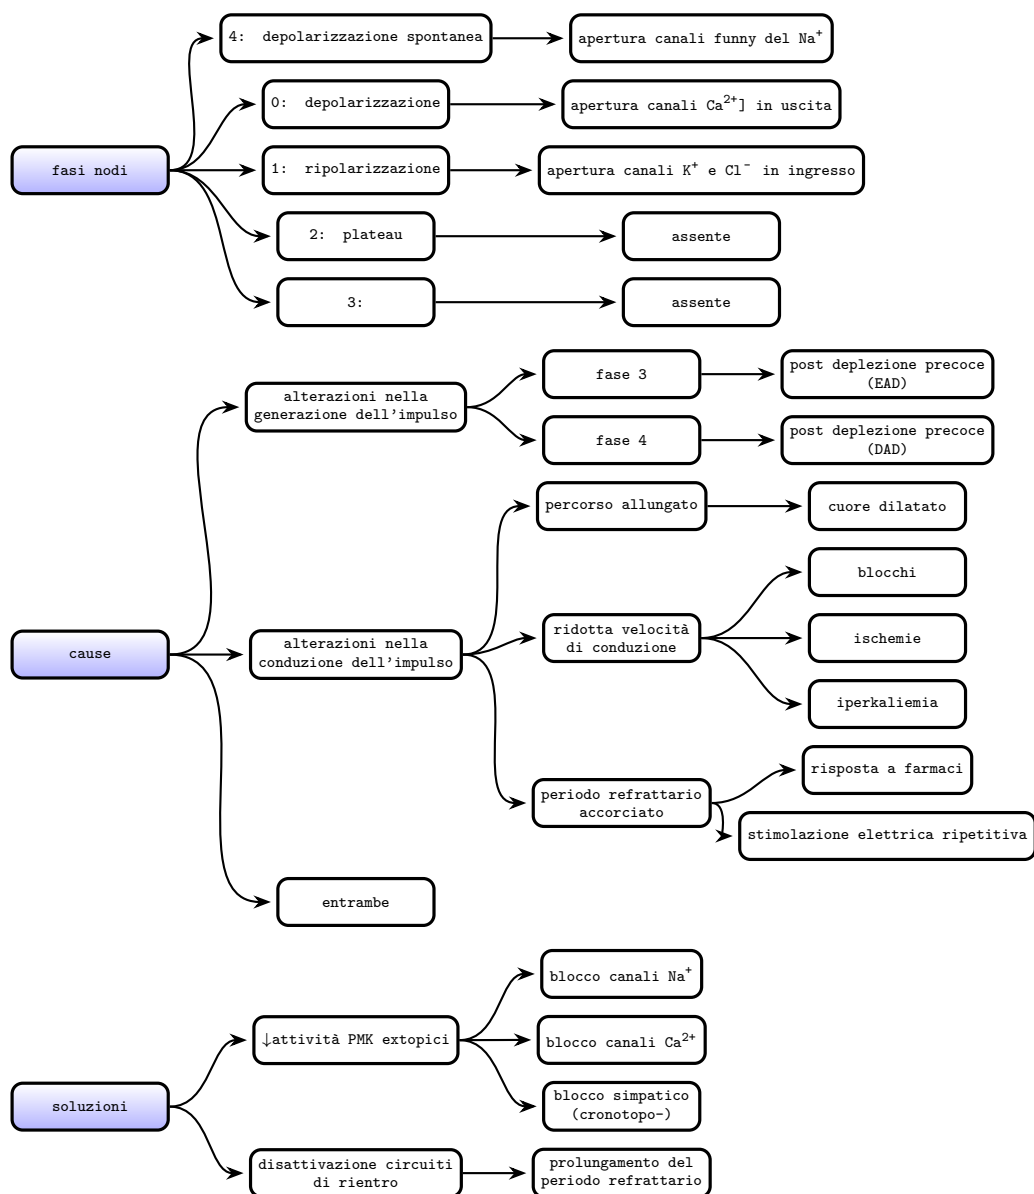 fasi nodi
4: depolarizzazione spontanea
apertura canali funny del Na⁺
0: depolarizzazione
apertura canali Ca²⁺] in uscita
1: ripolarizzazione
apertura canali K⁺ e Cl⁻ in ingresso
2: plateau
assente
3:
assente
cause
alterazioni nella
generazione dell'impulso
fase 3
post deplezione precoce
(EAD)
fase 4
post deplezione precoce
(DAD)
alterazioni nella
conduzione dell'impulso
percorso allungato
cuore dilatato
ridotta velocità
di conduzione
blocchi
ischemie
iperkaliemia
periodo refrattario
accorciato
risposta a farmaci
stimolazione elettrica ripetitiva
entrambe
soluzioni
↓attività PMK extopici
blocco canali Na⁺
blocco canali Ca²⁺
blocco simpatico
(cronotopo-)
disattivazione circuiti
di rientro
prolungamento del
periodo refrattario